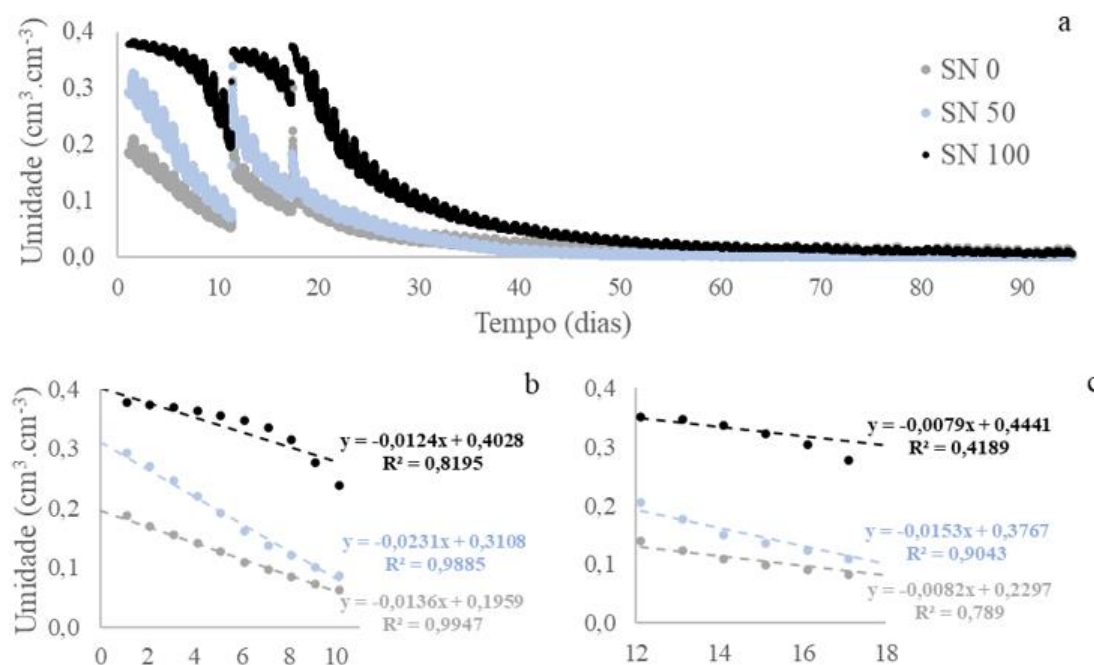 a
0,4
0,3
0,2
0,1
0,0
Umidade (cm³.cm⁻³)
SN 0
SN 50
SN 100
0 10 20 30 40 50 60 70 80 90
Tempo (dias)
b
0,4
0,3
0,2
0,1
0,0
Umidade (cm³.cm⁻³)
y = -0,0124x + 0,4028
R² = 0,8195
y = -0,0231x + 0,3108
R² = 0,9885
y = -0,0136x + 0,1959
R² = 0,9947
0 2 4 6 8 10
c
0,4
0,3
0,2
0,1
0,0
y = -0,0079x + 0,4441
R² = 0,4189
y = -0,0153x + 0,3767
R² = 0,9043
y = -0,0082x + 0,2297
R² = 0,789
12 14 16 18